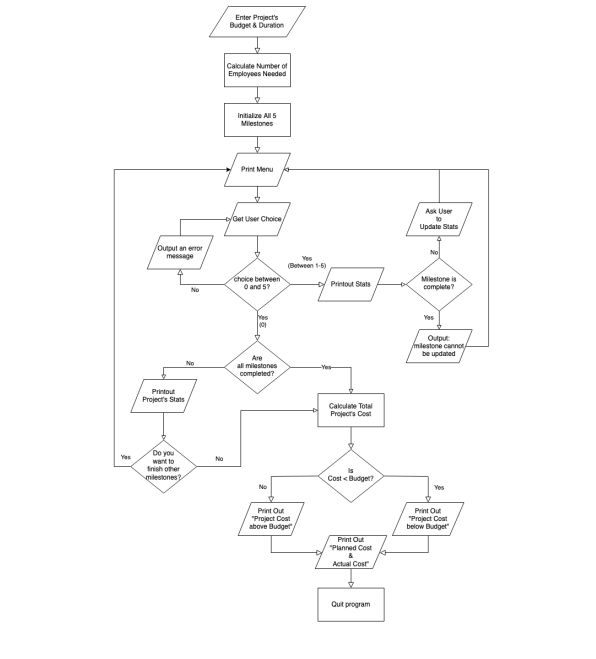 Enter Project's
Budget & Duration
Calculate Number of
Employees Needed
Initialize All 5
Milestones
Print Menu
Get User Choice
Ask User
to
Update Stats
Output an error
message
No
Yes
(Between 1-5)
choice between
0 and 5?
Printout Stats
Milestone is
complete?
No
Yes
Yes
(0)
Output:
milestone cannot
be updated
Are
all milestones
completed?
No
Yes
Printout
Project's Stats
Calculate Total
Project's Cost
Do you
want to
finish other
milestones?
Yes
No
Is
Cost < Budget?
No
Yes
Print Out
"Project Cost
above Budget"
Print Out
"Project Cost
below Budget"
Print Out
"Planned Cost
&
Actual Cost"
Quit program